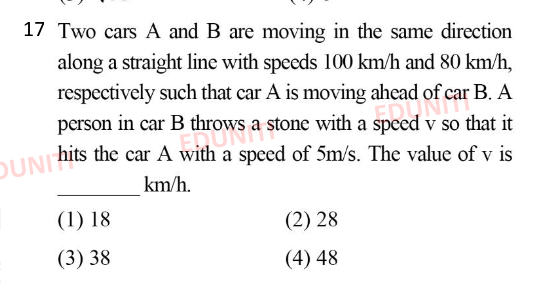 17 Two cars A and B are moving in the same direction
along a straight line with speeds 100 km/h and 80 km/h,
respectively such that car A is moving ahead of car B. A
person in car B throws a stone with a speed v so that it
hits the car A with a speed of 5m/s. The value of v is
________ km/h.
(1) 18 (2) 28
(3) 38 (4) 48
EDUNITI
EDUNITI
DUNITI